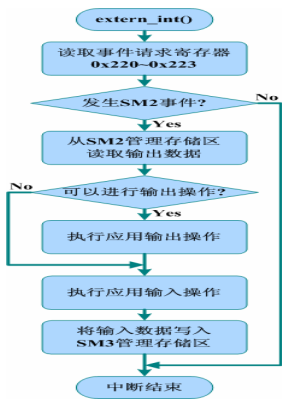 extern_int()
读取事件请求寄存器
0x220~0x223
发生SM2事件?
No
Yes
从SM2管理存储区
读取输出数据
No
可以进行输出操作?
Yes
执行应用输出操作
执行应用输入操作
将输入数据写入
SM3管理存储区
中断结束